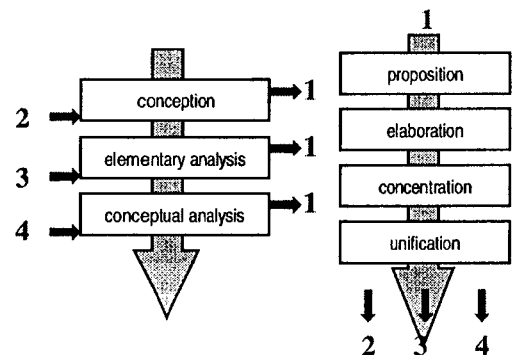 conception
1
2
elementary analysis
1
3
conceptual analysis
1
4
1
proposition
elaboration
concentration
unification
2 3 4